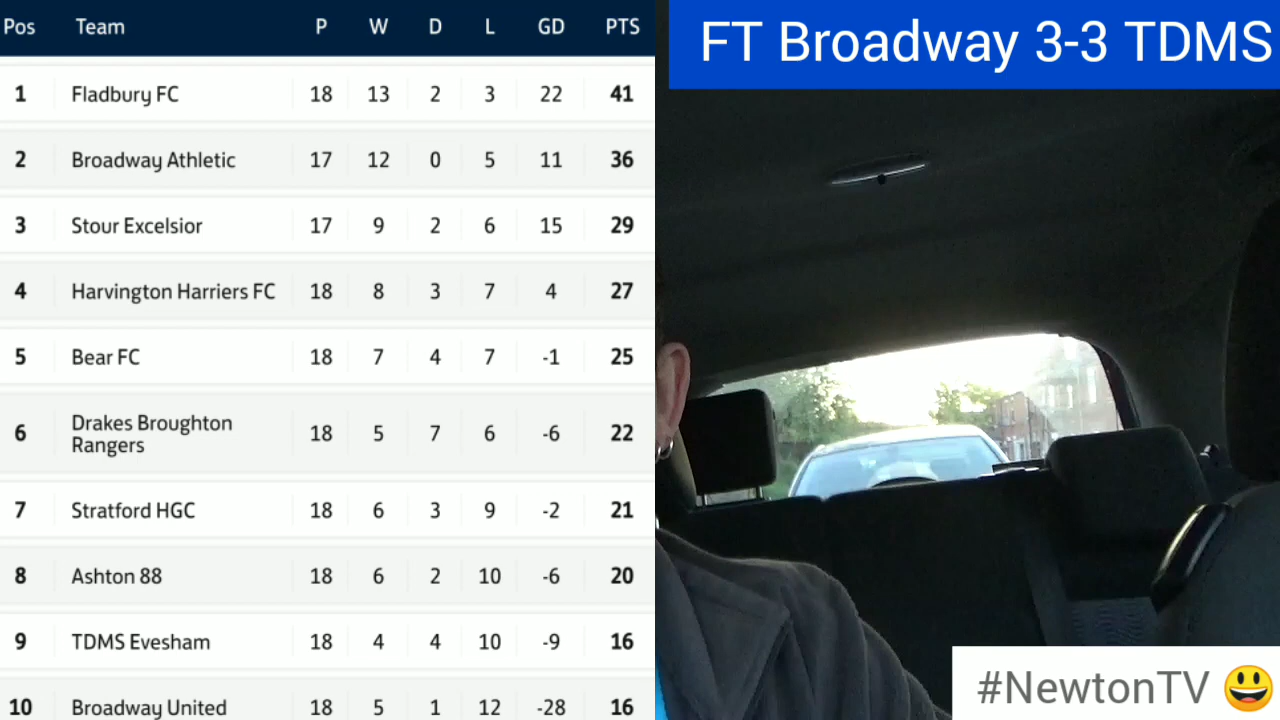 Pos Team P W D L GD PTS
1 Fladbury FC 18 13 2 3 22 41
2 Broadway Athletic 17 12 0 5 11 36
3 Stour Excelsior 17 9 2 6 15 29
4 Harvington Harriers FC 18 8 3 7 4 27
5 Bear FC 18 7 4 7 -1 25
6 Drakes Broughton
Rangers 18 5 7 6 -6 22
7 Stratford HGC 18 6 3 9 -2 21
8 Ashton 88 18 6 2 10 -6 20
9 TDMS Evesham 18 4 4 10 -9 16
10 Broadway United 18 5 1 12 -28 16
FT Broadway 3-3 TDMS
#NewtonTV 😃